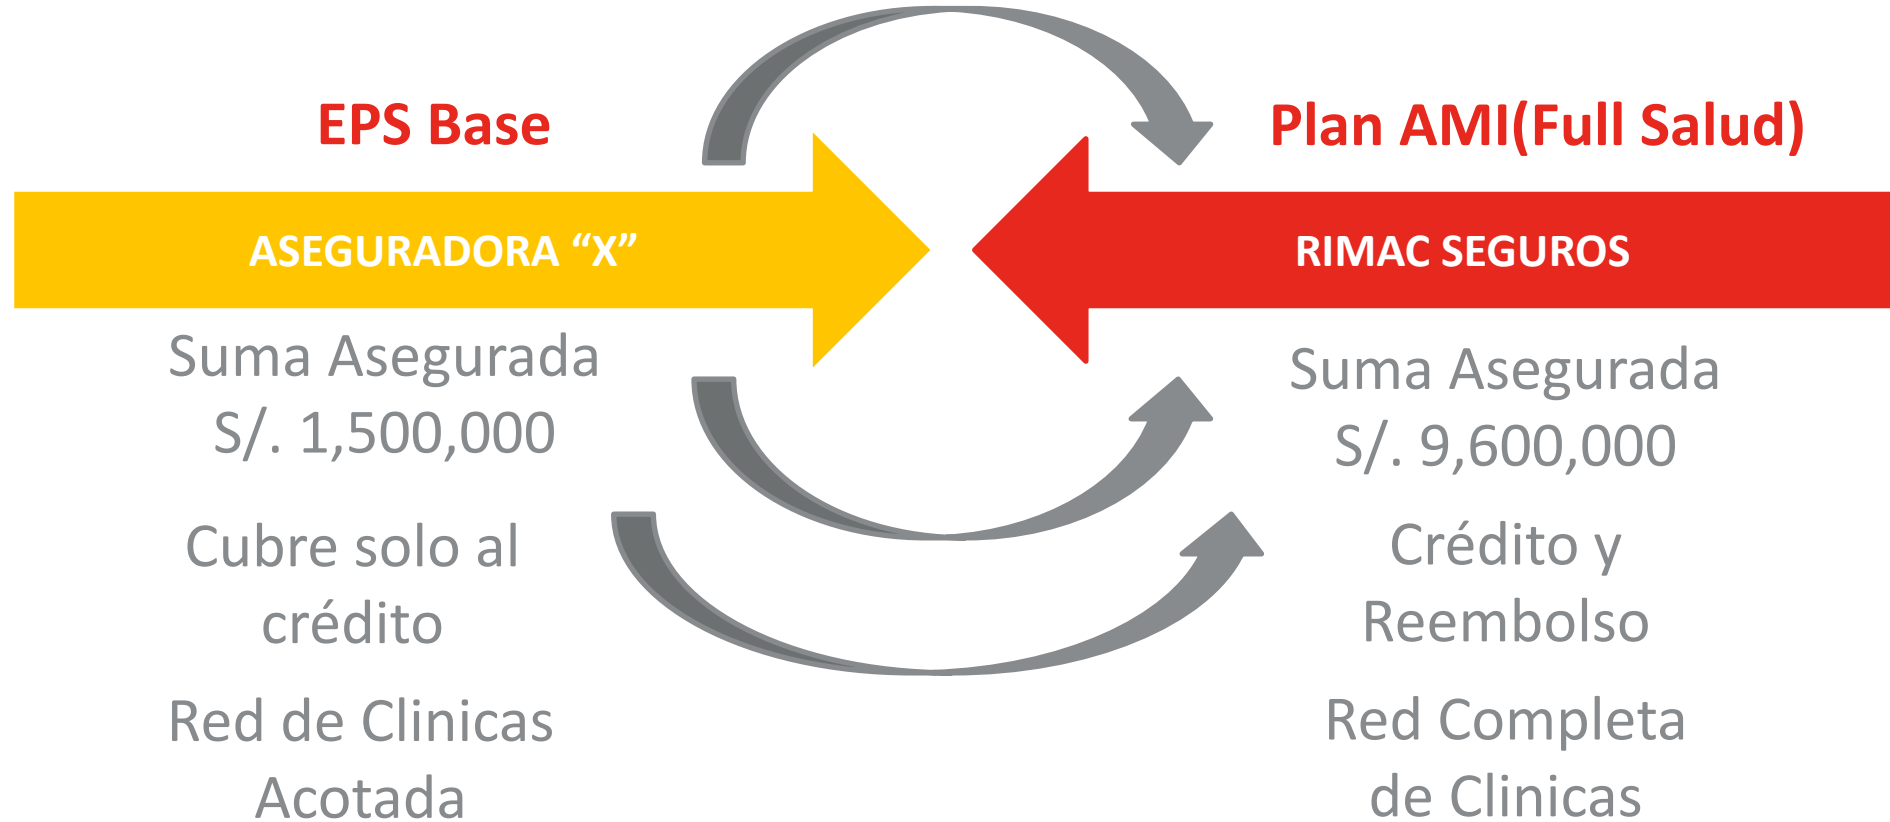 EPS Base
ASEGURADORA “X”
Suma Asegurada
S/. 1,500,000
Cubre solo al
crédito
Red de Clinicas
Acotada
Plan AMI(Full Salud)
RIMAC SEGUROS
Suma Asegurada
S/. 9,600,000
Crédito y
Reembolso
Red Completa
de Clinicas